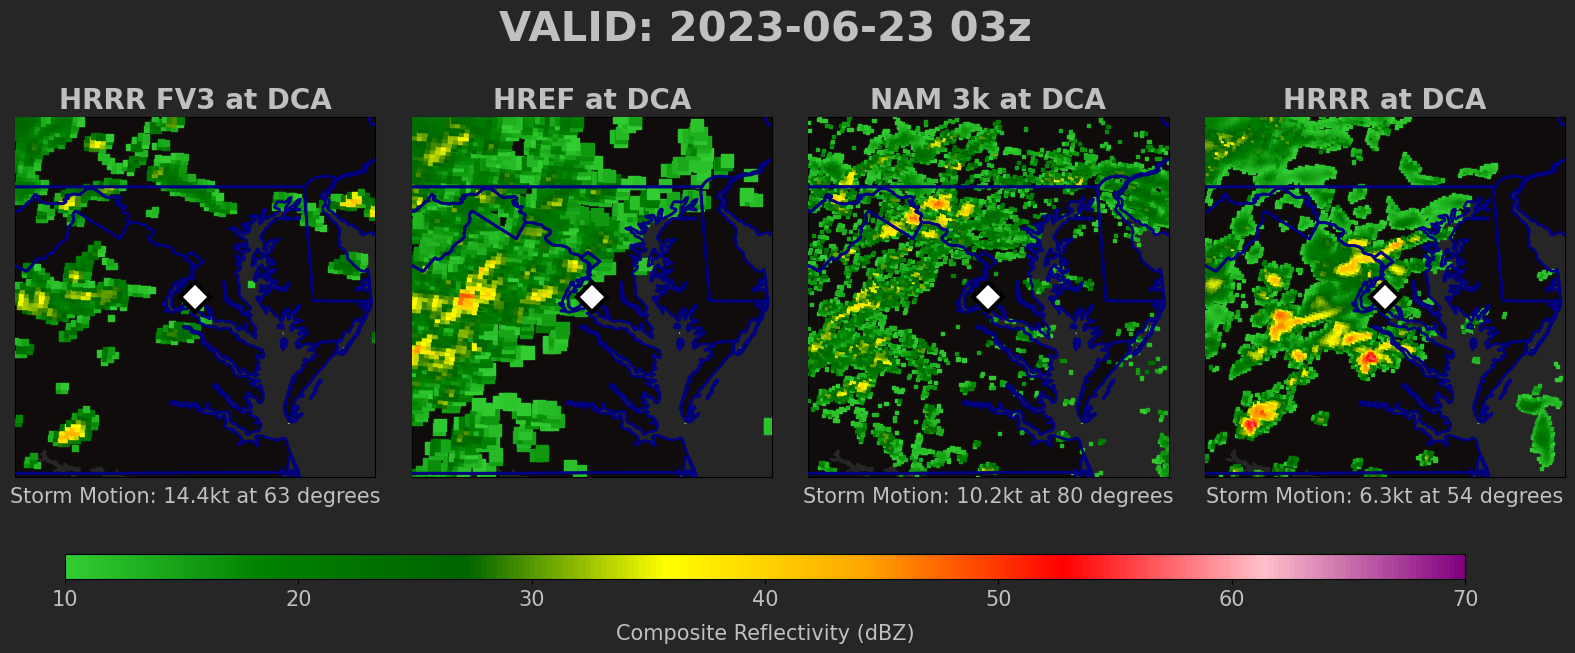 VALID: 2023-06-23 03z
HRRR FV3 at DCA
HREF at DCA
NAM 3k at DCA
HRRR at DCA
Storm Motion: 14.4kt at 63 degrees
Storm Motion: 10.2kt at 80 degrees
Storm Motion: 6.3kt at 54 degrees
10 20 30 40 50 60 70
Composite Reflectivity (dBZ)